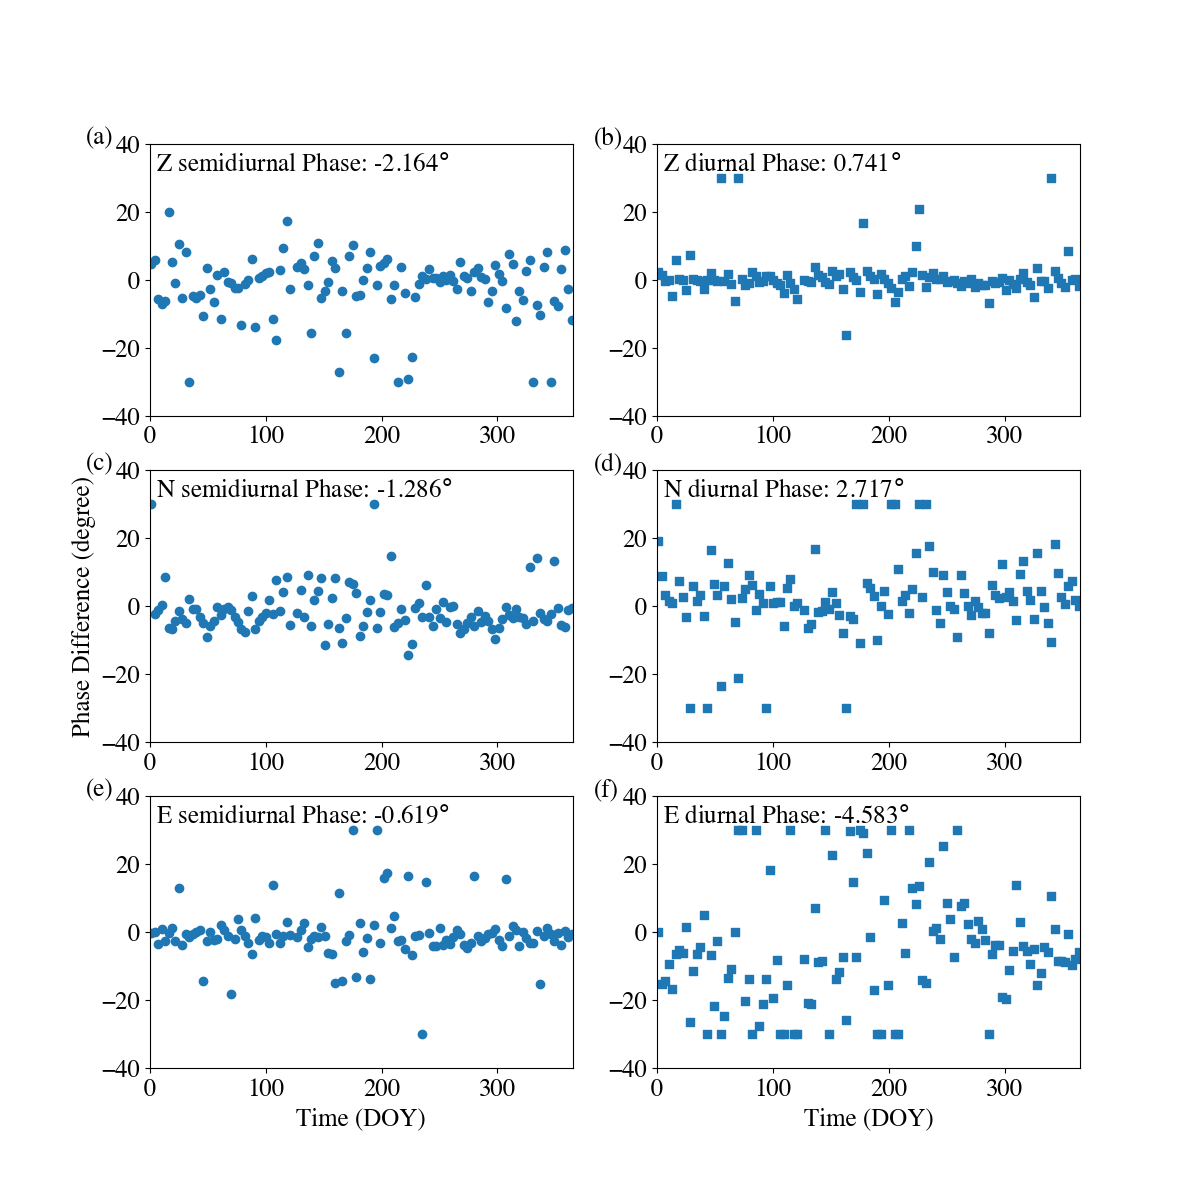 (a)
Z semidiurnal Phase: -2.164°
40
20
0
−20
−40
0 100 200 300
(b)
Z diurnal Phase: 0.741°
40
20
0
−20
−40
0 100 200 300
Phase Difference (degree)
(c)
N semidiurnal Phase: -1.286°
40
20
0
−20
−40
0 100 200 300
(d)
N diurnal Phase: 2.717°
40
20
0
−20
−40
0 100 200 300
(e)
E semidiurnal Phase: -0.619°
40
20
0
−20
−40
0 100 200 300
Time (DOY)
(f)
E diurnal Phase: -4.583°
40
20
0
−20
−40
0 100 200 300
Time (DOY)